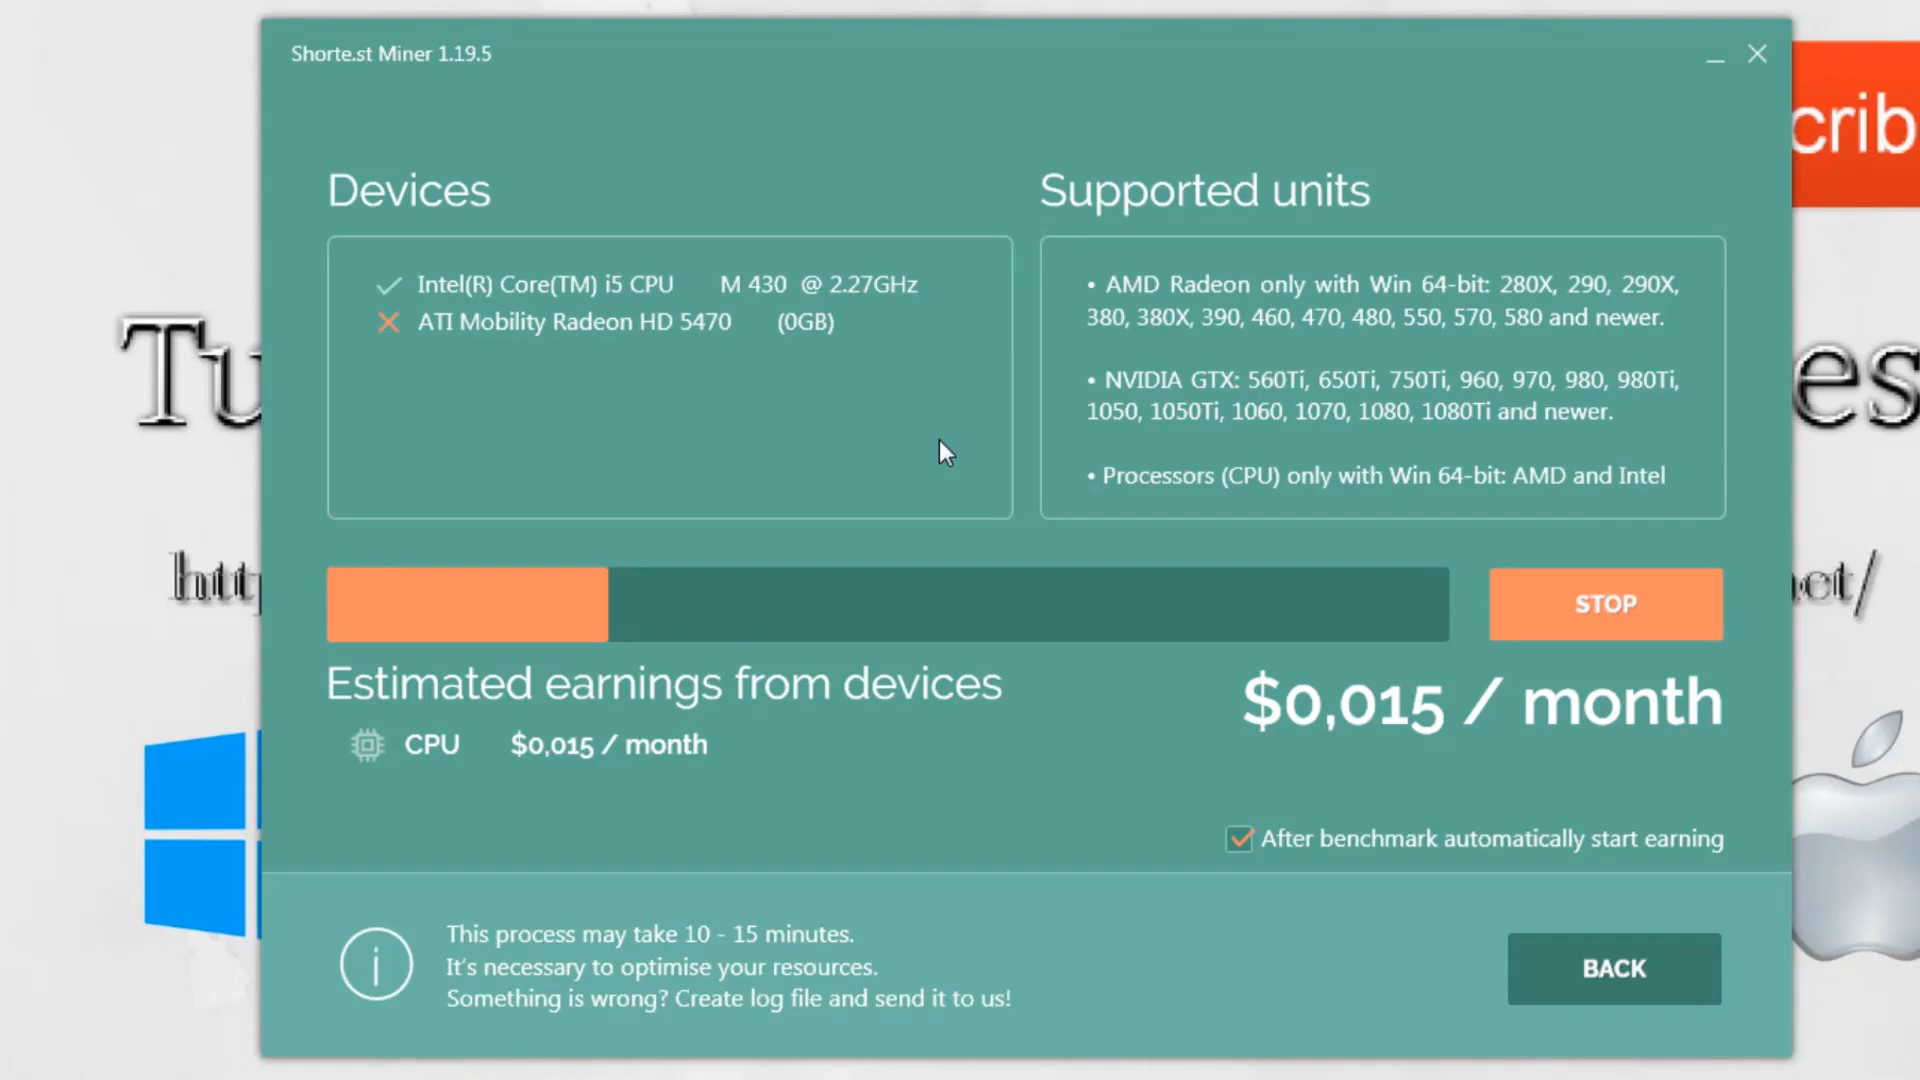 Shorte.st Miner 1.19.5
crib
Devices
Supported units
Intel(R) Core(TM) i5 CPU M 430 @ 2.27GHz
ATI Mobility Radeon HD 5470 (0GB)
• AMD Radeon only with Win 64-bit: 280X, 290, 290X,
380, 380X, 390, 460, 470, 480, 550, 570, 580 and newer.
• NVIDIA GTX: 560Ti, 650Ti, 750Ti, 960, 970, 980, 980Ti,
1050, 1050Ti, 1060, 1070, 1080, 1080Ti and newer.
• Processors (CPU) only with Win 64-bit: AMD and Intel
Tu
es
http
net/
STOP
Estimated earnings from devices
$0,015 / month
CPU $0,015 / month
After benchmark automatically start earning
This process may take 10 - 15 minutes.
It's necessary to optimise your resources.
Something is wrong? Create log file and send it to us!
BACK